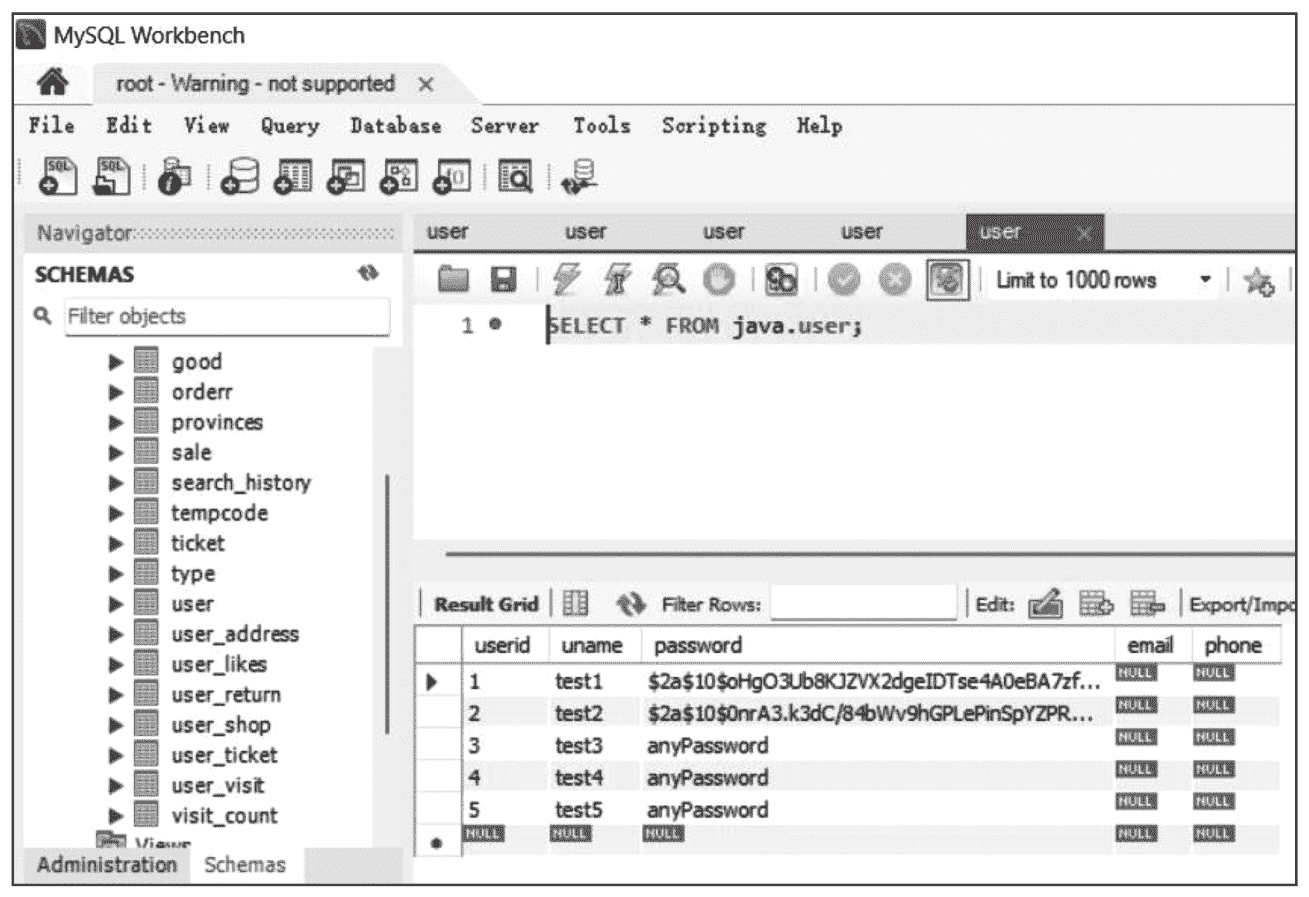 MySQL Workbench
root - Warning - not supported
File Edit View Query Database Server Tools Scripting Help
Navigator
SCHEMAS
Filter objects
good
orderr
provinces
sale
search_history
tempcode
ticket
type
user
user_address
user_likes
user_return
user_shop
user_ticket
user_visit
visit_count
Views
Administration Schemas
user user user user user
Limit to 1000 rows
1 SELECT * FROM java.user;
Result Grid Filter Rows: Edit: Export/Impo
userid uname password email phone
1 test1 $2a$10$oHgO3Ub8KJZVX2dgeIDTse4A0eBA7zf... NULL NULL
2 test2 $2a$10$0nrA3.k3dC/84bWv9hGPLePinSpYZPR... NULL NULL
3 test3 anyPassword NULL NULL
4 test4 anyPassword NULL NULL
5 test5 anyPassword NULL NULL
NULL NULL NULL NULL NULL